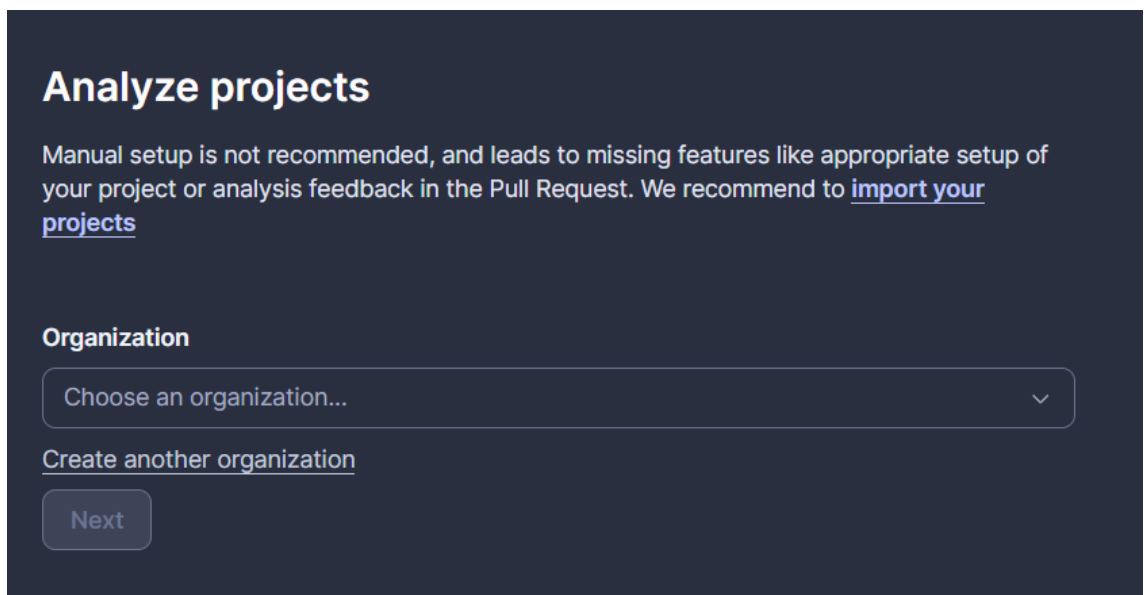 Analyze projects
Manual setup is not recommended, and leads to missing features like appropriate setup of
your project or analysis feedback in the Pull Request. We recommend to import your
projects
Organization
Choose an organization...
Create another organization
Next